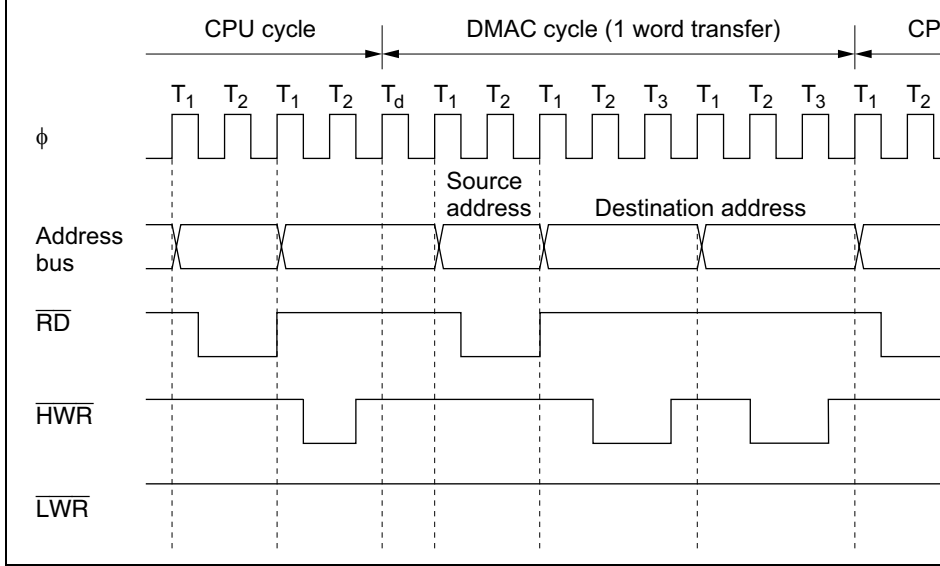 CPU cycle DMAC cycle (1 word transfer) CP
T1 T2 T1 T2 Td T1 T2 T1 T2 T3 T1 T2 T3 T1 T2
ϕ
Source
address Destination address
Address
bus
RD
HWR
LWR